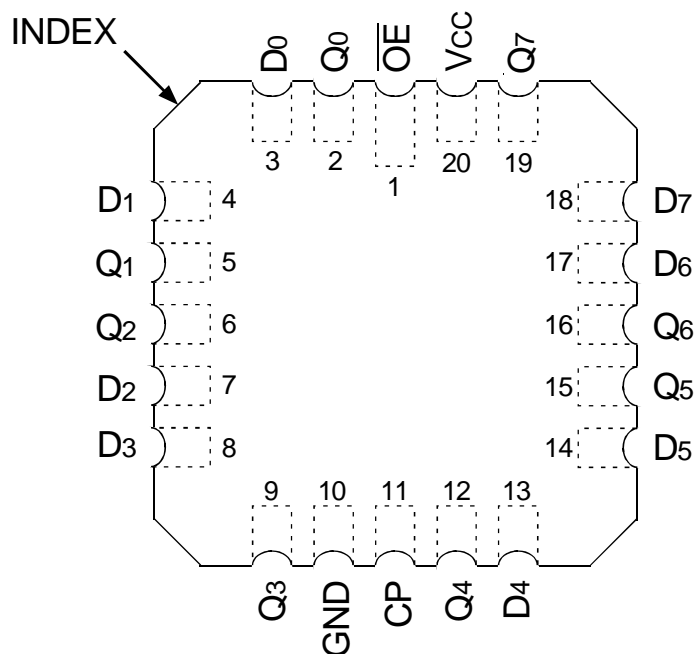 INDEX
D0 Q0 O̅E̅ VCC Q7
3 2 1 20 19
D1 4 18 D7
Q1 5 17 D6
Q2 6 16 Q6
D2 7 15 Q5
D3 8 14 D5
9 10 11 12 13
Q3 GND CP Q4 D4